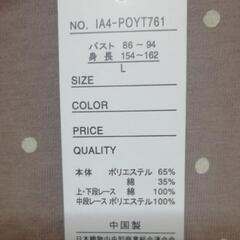 NO. IA4-POYT761
バスト 86～94
身長 154～162
L
SIZE
COLOR
PRICE
QUALITY
本体 ポリエステル 65%
綿 35%
上・下段レース 綿 100%
中段レース ポリエステル100%
中国製